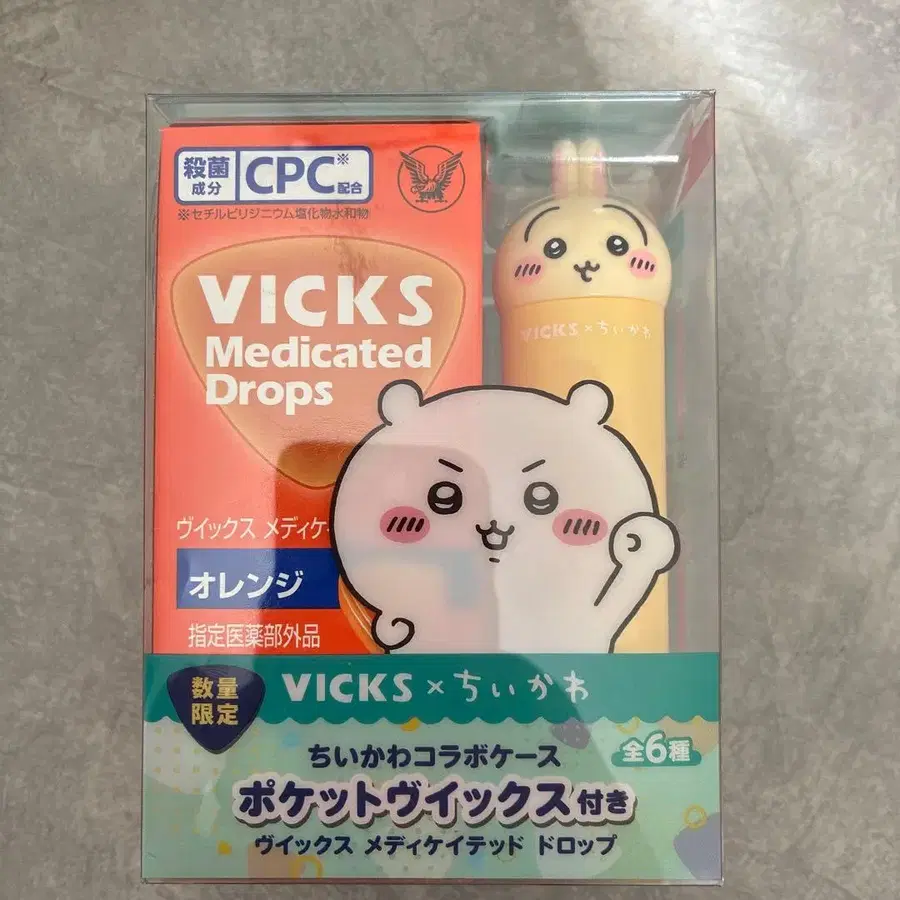 殺菌
成分
CPC※
配合
※セチルピリジニウム塩化物水和物
VICKS
Medicated
Drops
VICKS×ちいかわ
ヴイックス メディケ
オレンジ
指定医薬部外品
数量
限定
VICKS×ちいかわ
ちいかわコラボケース
全6種
ポケットヴイックス付き
ヴイックス メディケイテッド ドロップ